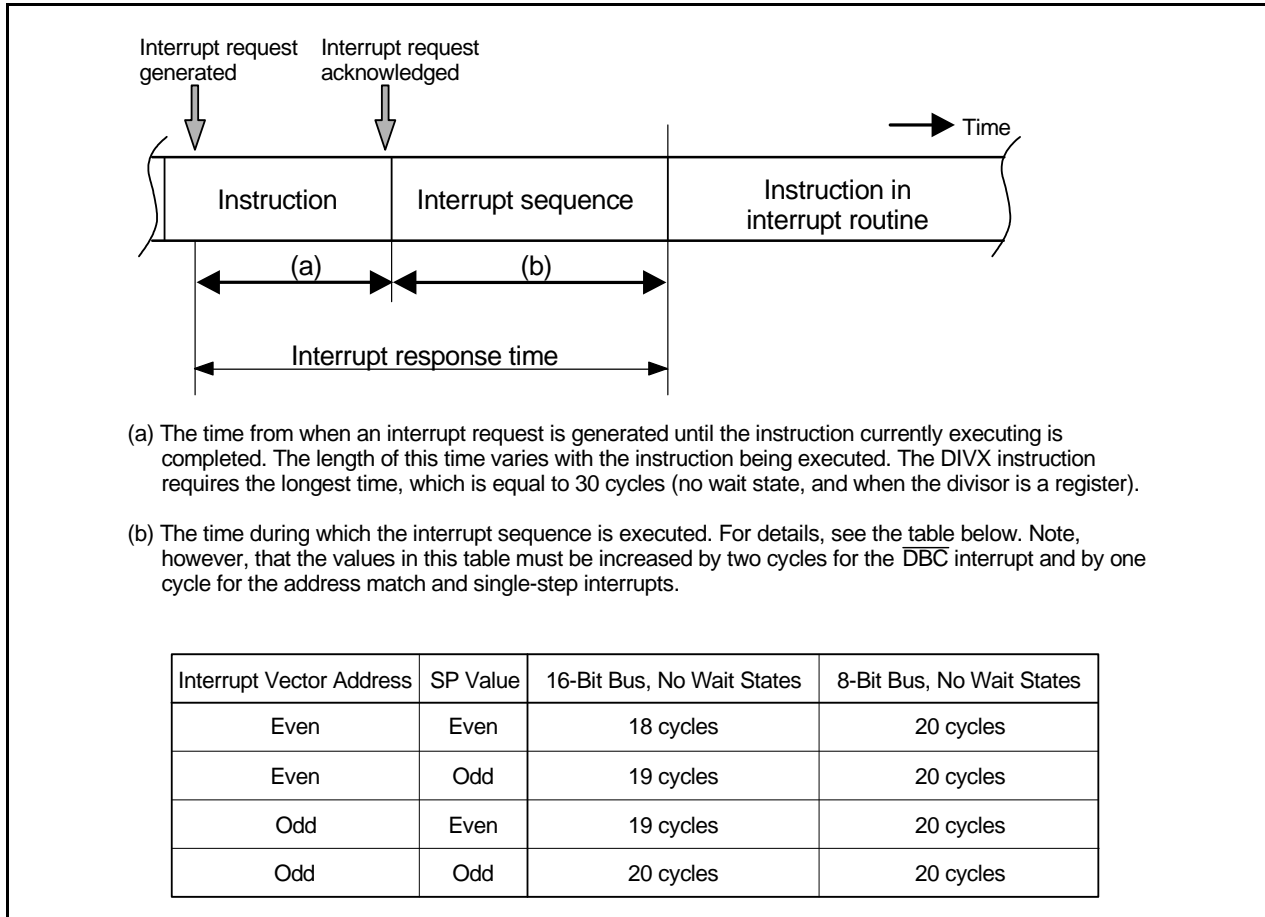 Interrupt request generated
Interrupt request acknowledged
Time
Instruction
Interrupt sequence
Instruction in
interrupt routine
(a)
(b)
Interrupt response time
(a) The time from when an interrupt request is generated until the instruction currently executing is
completed. The length of this time varies with the instruction being executed. The DIVX instruction
requires the longest time, which is equal to 30 cycles (no wait state, and when the divisor is a register).
(b) The time during which the interrupt sequence is executed. For details, see the table below. Note,
however, that the values in this table must be increased by two cycles for the D̅B̅C̅ interrupt and by one
cycle for the address match and single-step interrupts.
Interrupt Vector Address SP Value 16-Bit Bus, No Wait States 8-Bit Bus, No Wait States
Even Even 18 cycles 20 cycles
Even Odd 19 cycles 20 cycles
Odd Even 19 cycles 20 cycles
Odd Odd 20 cycles 20 cycles